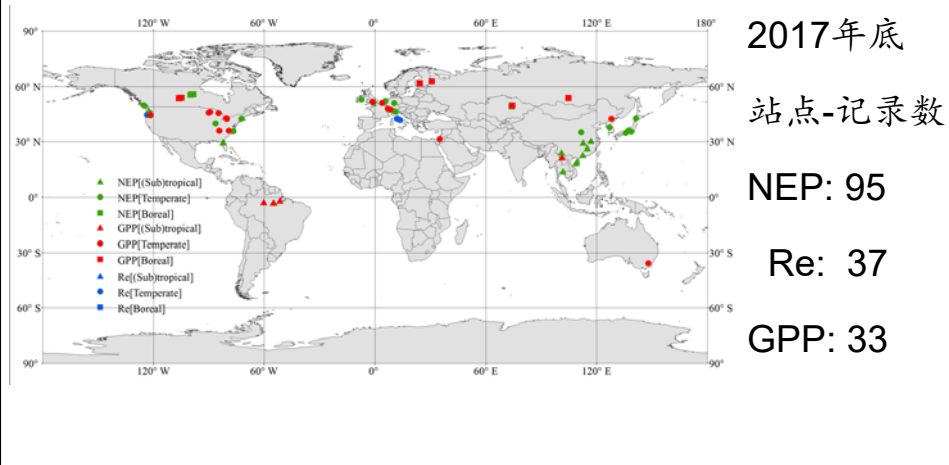 120° W 60° W 0° 60° E 120° E 180°
90°
60° N
30° N
0°
30° S
60° S
90°
60° N
30° N
0°
30° S
60° S
90°
120° W 60° W 0° 60° E 120° E
NEP[(Sub)tropical]
NEP[Temperate]
NEP[Boreal]
GPP[(Sub)tropical]
GPP[Temperate]
GPP[Boreal]
Re[(Sub)tropical]
Re[Temperate]
Re[Boreal]
2017年底
站点-记录数
NEP: 95
Re: 37
GPP: 33